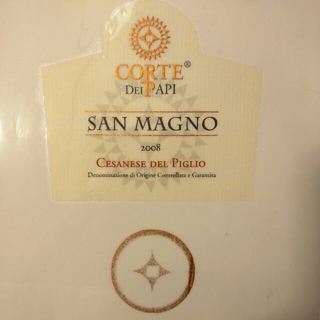 CORTE®
DEI PAPI
SAN MAGNO
2008
CESANESE DEL PIGLIO
Denominazione di Origine Controllata e Garantita